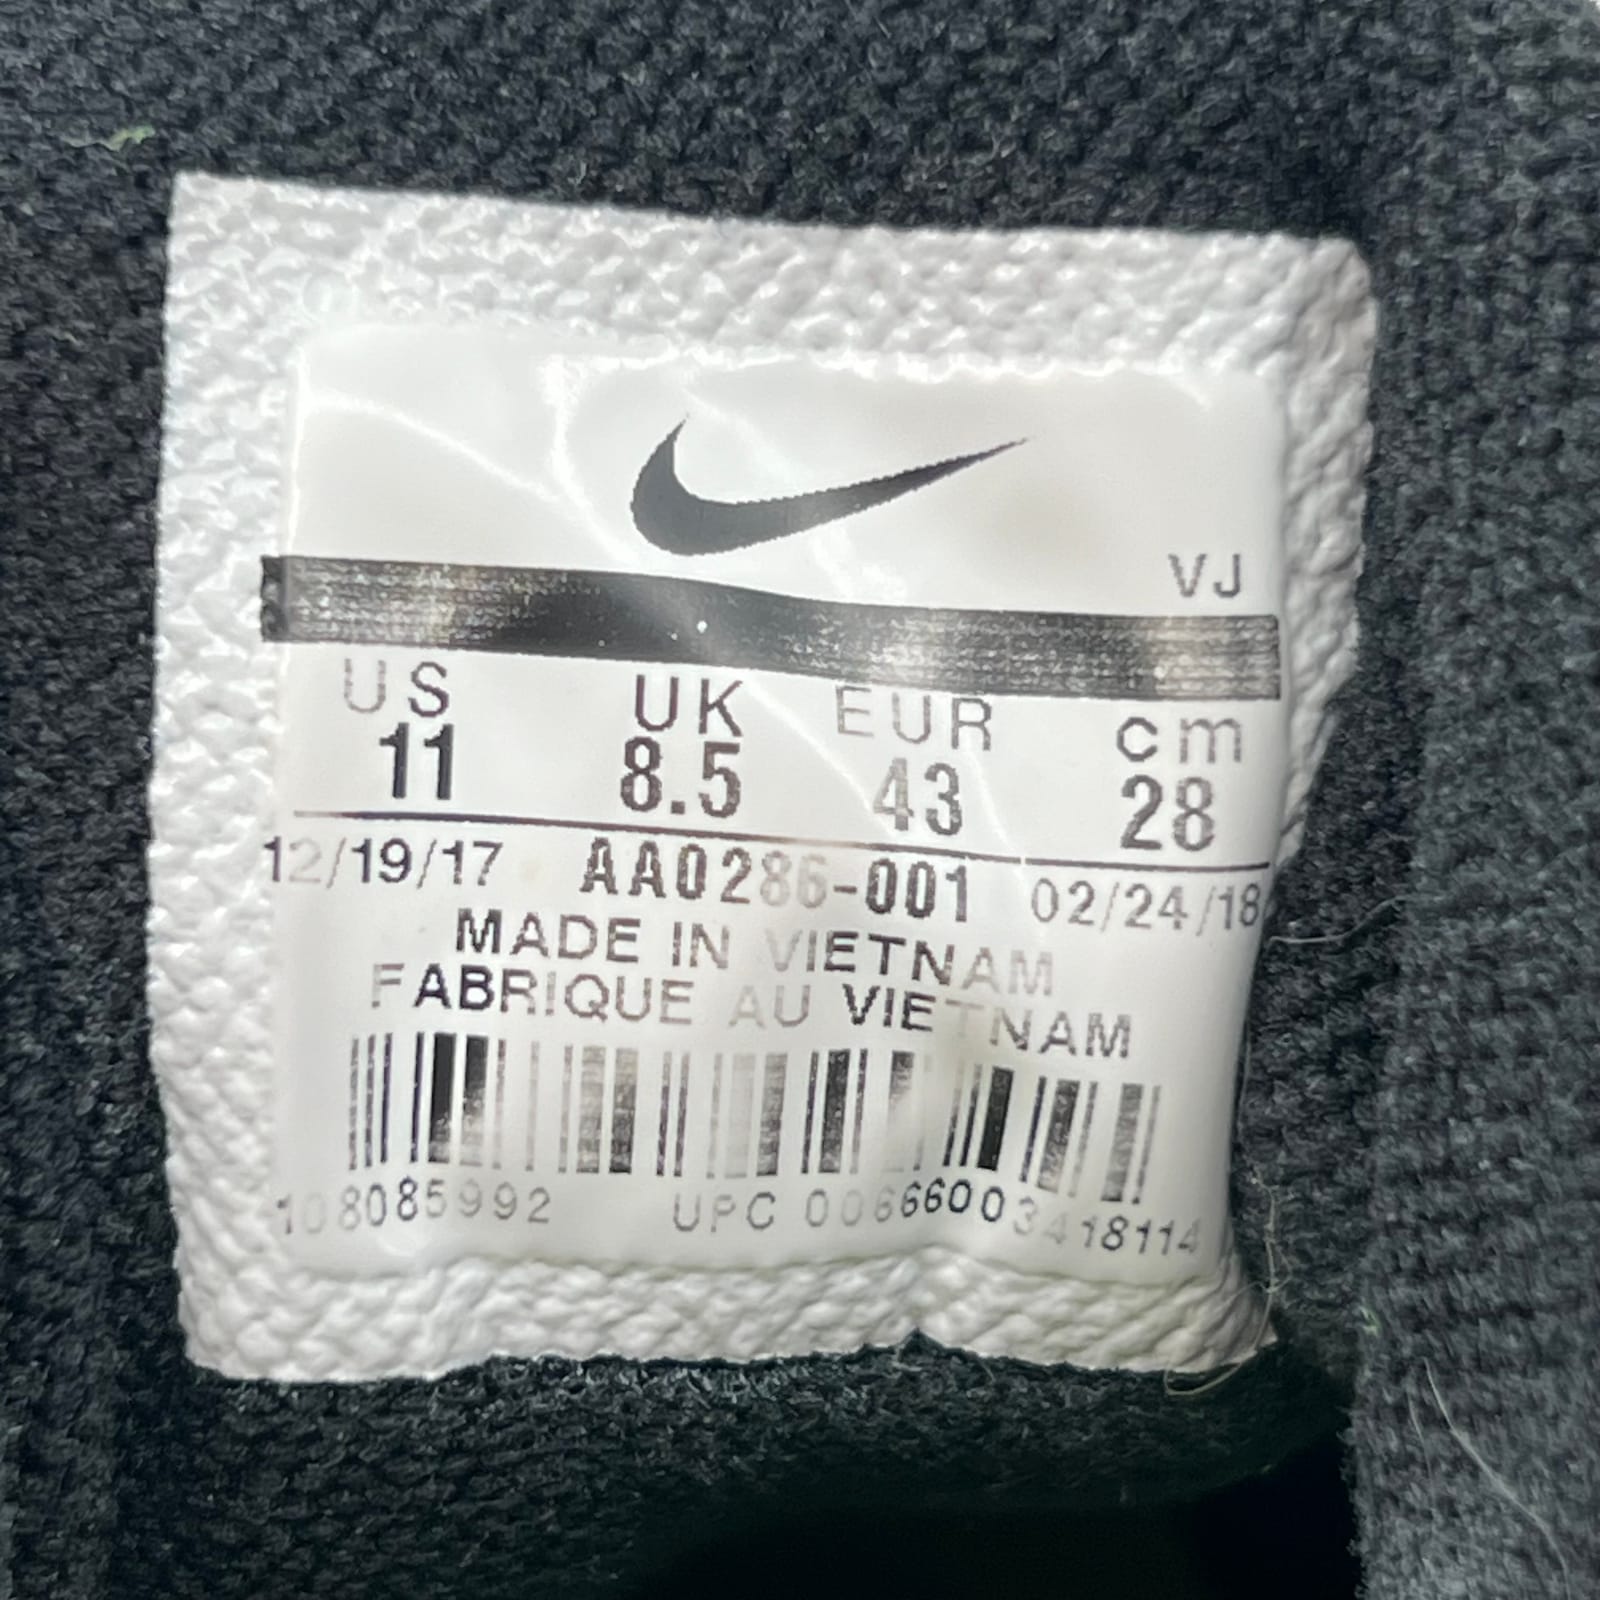 VJ
US UK EUR cm
11 8.5 43 28
12/19/17 AA0286-001 02/24/18
MADE IN VIETNAM
FABRIQUE AU VIETNAM
108085992 UPC 00666003418114